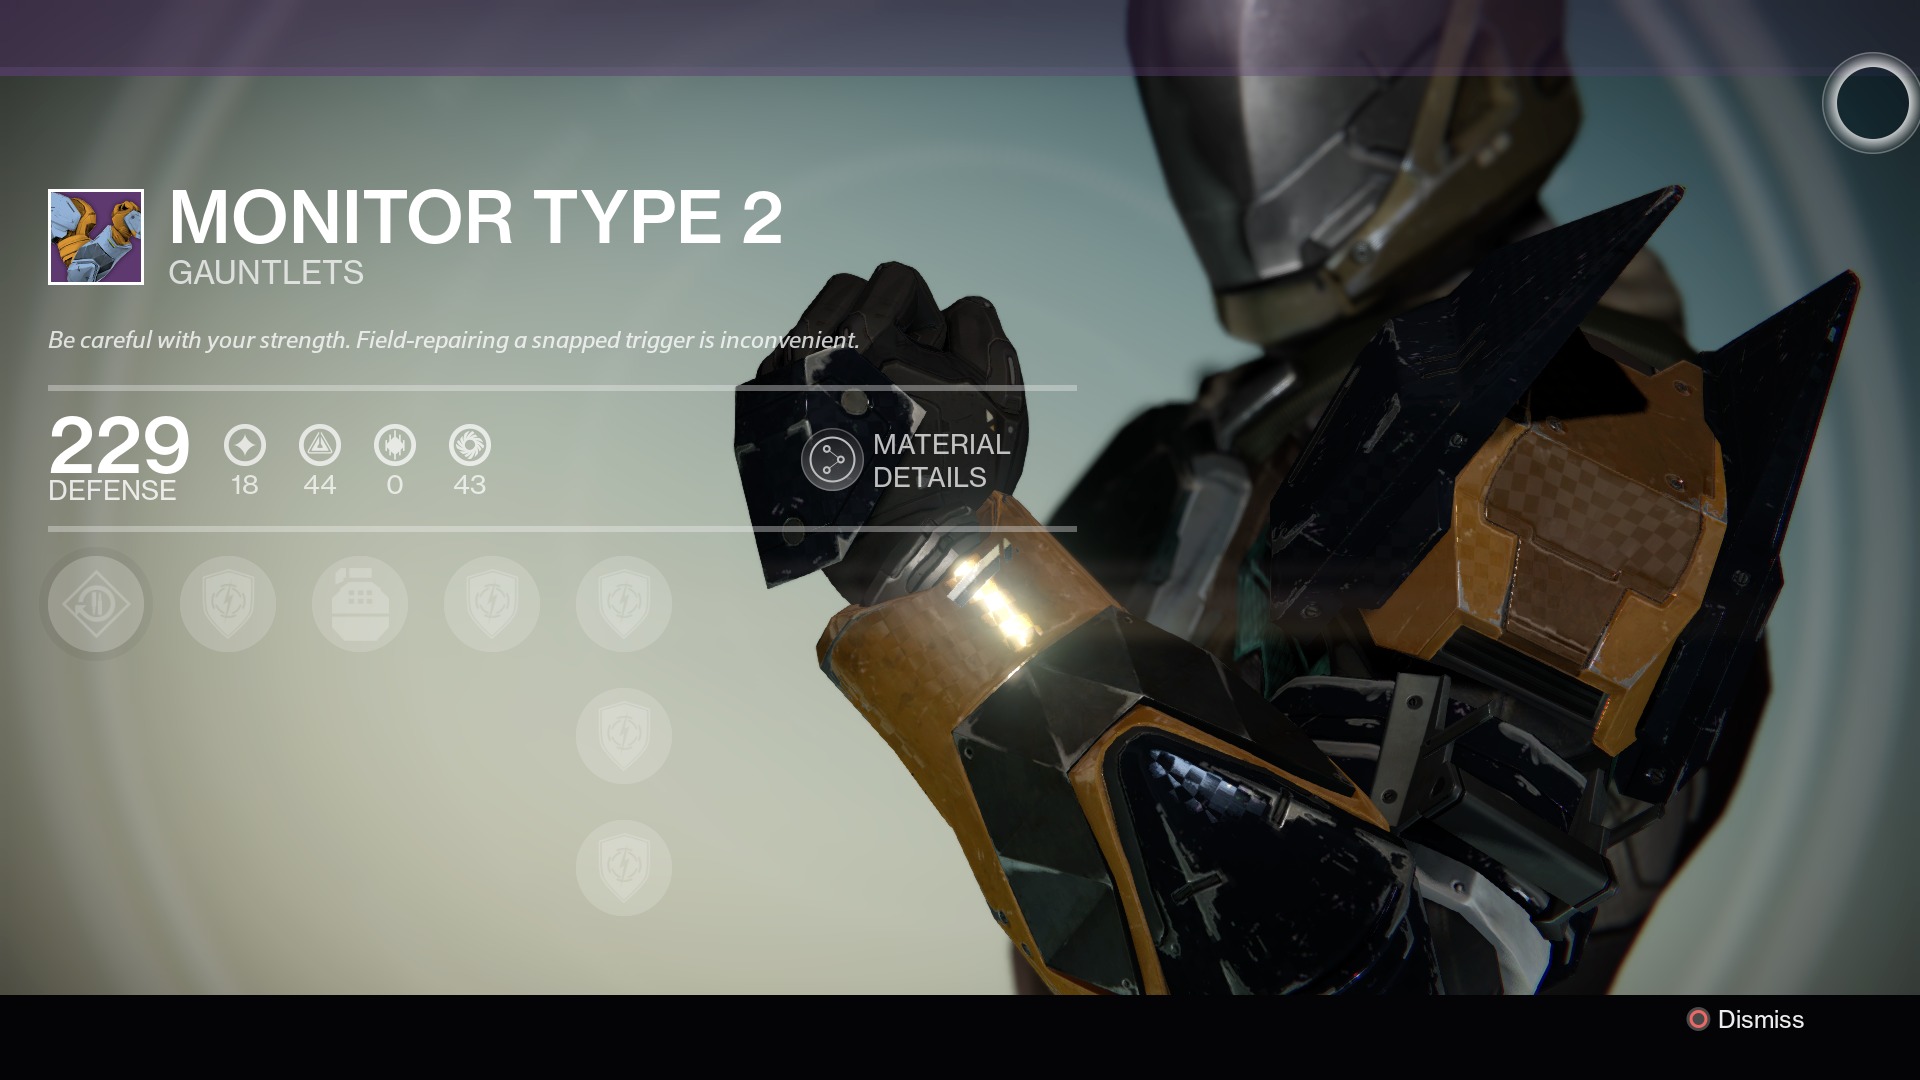 MONITOR TYPE 2
GAUNTLETS
Be careful with your strength. Field-repairing a snapped trigger is inconvenient.
229
DEFENSE
18 44 0 43
MATERIAL
DETAILS
Dismiss